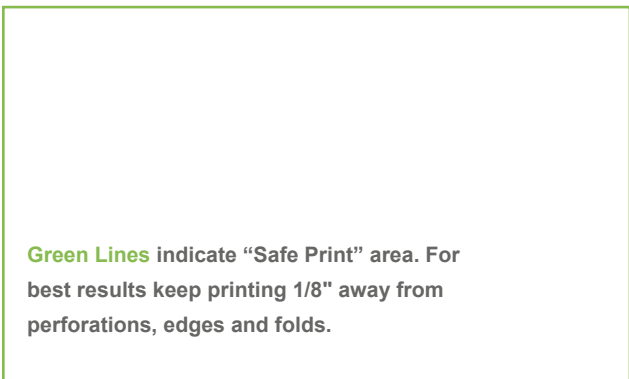 Green Lines indicate “Safe Print” area. For
best results keep printing 1/8" away from
perforations, edges and folds.